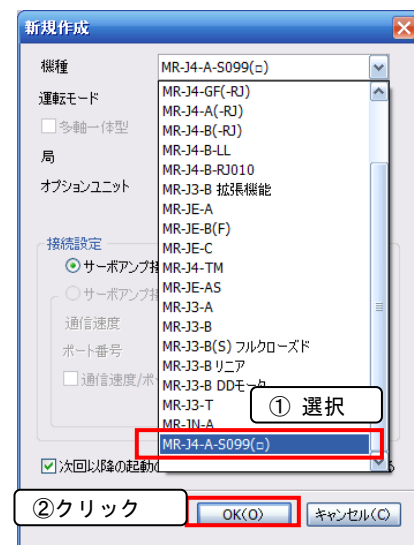 新規作成
機種
MR-J4-A-S099(□)
運転モード
MR-J4-GF(-RJ)
MR-J4-A(-RJ)
多軸一体型
MR-J4-B(-RJ)
MR-J4-B-LL
局
MR-J4-B-RJ010
オプションユニット
MR-J3-B 拡張機能
MR-JE-A
MR-JE-B(F)
接続設定
MR-JE-C
サーボアンプ接
MR-J4-TM
MR-JE-AS
サーボアンプ接
MR-J3-A
通信速度
MR-J3-B
MR-J3-B(S) フルクローズド
ポート番号
MR-J3-B リニア
通信速度/ポ
MR-J3-B DDモータ
MR-J3-T
① 選択
MR-JN-A
MR-J4-A-S099(□)
次回以降の起動
②クリック
OK(O)
キャンセル(C)